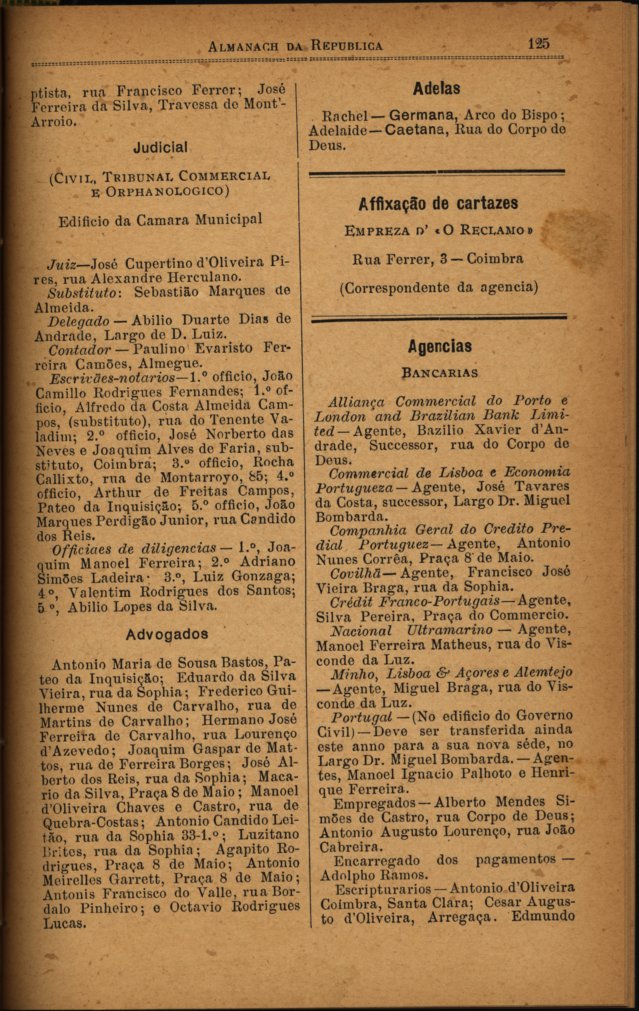 ALMANACH DA REPUBLICA 125
ptista, rua Francisco Ferrer; José
Ferreira da Silva, Travessa de Mont'-
Arroio.
Judicial
(CIVIL, TRIBUNAL COMMERCIAL
E ORPHANOLOGICO)
Edificio da Camara Municipal
Juiz—José Cupertino d'Oliveira Pi-
res, rua Alexandre Herculano.
Substituto: Sebastião Marques de
Almeida.
Delegado — Abilio Duarte Dias de
Andrade, Largo de D. Luiz.
Contador — Paulino Evaristo Fer-
reira Camões, Almegue.
Escrivães-notarios—1.º officio, João
Camillo Rodrigues Fernandes; 1.º of-
ficio, Alfredo da Costa Almeida Cam-
pos, (substituto), rua do Tenente Va-
ladim; 2.º officio, José Norberto das
Neves e Joaquim Alves de Faria, sub-
stituto, Coimbra; 3.º officio, Rocha
Callixto, rua de Montarroyo, 85; 4.º
officio, Arthur de Freitas Campos,
Pateo da Inquisição; 5.º officio, João
Marques Perdigão Junior, rua Candido
dos Reis.
Officiaes de diligencias — 1.º, Joa-
quim Manoel Ferreira; 2.º Adriano
Simões Ladeira· 3.º, Luiz Gonzaga;
4º, Valentim Rodrigues dos Santos;
5.º, Abilio Lopes da Silva.
Advogados
Antonio Maria de Sousa Bastos, Pa-
teo da Inquisição; Eduardo da Silva
Vieira, rua da Sophia; Frederico Gui-
lherme Nunes de Carvalho, rua de
Martins de Carvalho; Hermano José
Ferreira de Carvalho, rua Lourenço
d'Azevedo; Joaquim Gaspar de Mat-
tos, rua de Ferreira Borges; José Al-
berto dos Reis, rua da Sophia; Maca-
rio da Silva, Praça 8 de Maio; Manoel
d'Oliveira Chaves e Castro, rua de
Quebra-Costas; Antonio Candido Lei-
tão, rua da Sophia 33-1.º; Luzitano
Brites, rua da Sophia; Agapito Ro-
drigues, Praça 8 de Maio; Antonio
Meirelles Garrett, Praça 8 de Maio;
Antonis Francisco do Valle, rua Bor-
dalo Pinheiro; e Octavio Rodrigues
Lucas.
Adelas
Rachel — Germana, Arco do Bispo;
Adelaide—Caetana, Rua do Corpo de
Deus.
Affixação de cartazes
EMPREZA D' «O RECLAMO»
Rua Ferrer, 3 — Coimbra
(Correspondente da agencia)
Agencias
BANCARIAS
Alliança Commercial do Porto e
London and Brazilian Bank Limi-
ted — Agente, Bazilio Xavier d'An-
drade, Successor, rua do Corpo de
Deus.
Commercial de Lisboa e Economia
Portugueza — Agente, José Tavares
da Costa, successor, Largo Dr. Miguel
Bombarda.
Companhia Geral do Credito Pre-
dial Portuguez— Agente, Antonio
Nunes Corrêa, Praça 8 de Maio.
Covilhã— Agente, Francisco José
Vieira Braga, rua da Sophia.
Crédit Franco-Portugais—Agente,
Silva Pereira, Praça do Commercio.
Nacional Ultramarino — Agente,
Manoel Ferreira Matheus, rua do Vis-
conde da Luz.
Minho, Lisboa & Açores e Alemtejo
—Agente, Miguel Braga, rua do Vis-
conde da Luz.
Portugal —(No edificio do Governo
Civil)—Deve ser transferida ainda
este anno para a sua nova séde, no
Largo Dr. Miguel Bombarda. — Agen-
tes, Manoel Ignacio Palhoto e Henri-
que Ferreira.
Empregados — Alberto Mendes Si-
mões de Castro, rua Corpo de Deus;
Antonio Augusto Lourenço, rua João
Cabreira.
Encarregado dos pagamentos —
Adolpho Ramos.
Escripturarios — Antonio d'Oliveira
Coimbra, Santa Clara; Cesar Augus-
to d'Oliveira, Arregaça. Edmundo